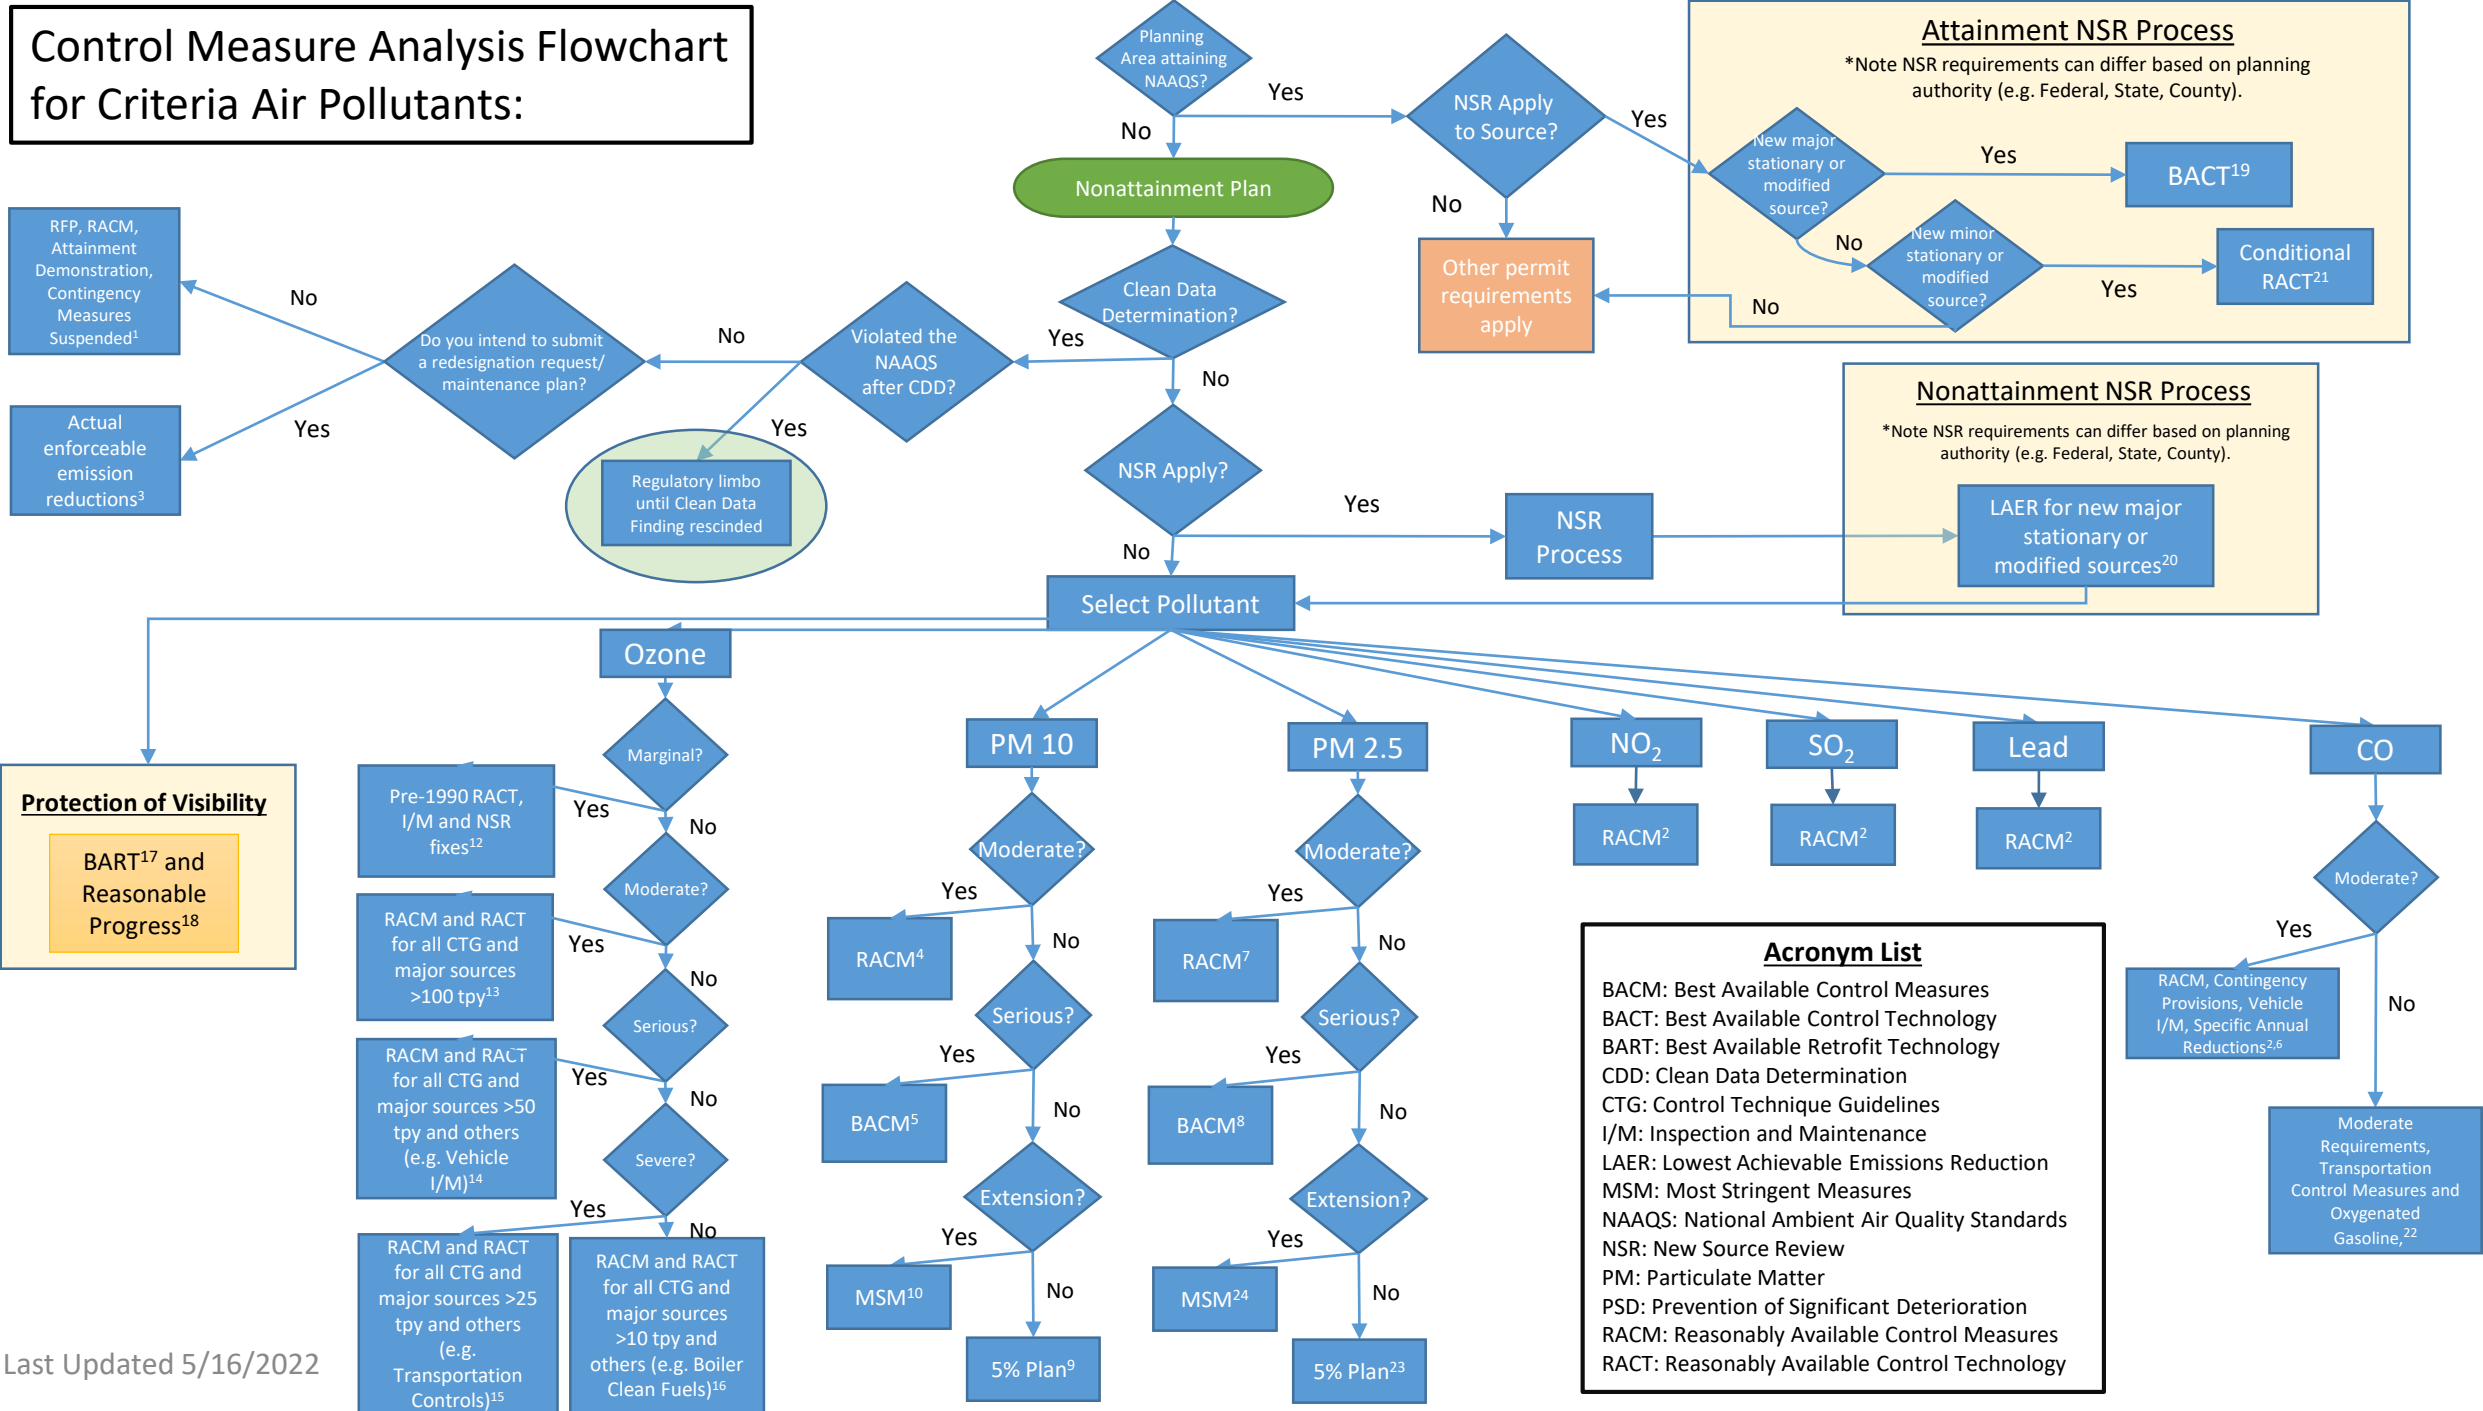 Control Measure Analysis Flowchart
for Criteria Air Pollutants:
Planning
Area attaining
NAAQS?
Yes
No
NSR Apply
to Source?
Yes
No
Attainment NSR Process
*Note NSR requirements can differ based on planning
authority (e.g. Federal, State, County).
New major
stationary or
modified
source?
Yes
BACT19
No
New minor
stationary or
modified
source?
Yes
Conditional
RACT21
No
Other permit
requirements
apply
Nonattainment Plan
Clean Data
Determination?
Yes
No
Violated the
NAAQS
after CDD?
No
Yes
Regulatory limbo
until Clean Data
Finding rescinded
Do you intend to submit
a redesignation request/
maintenance plan?
No
Yes
RFP, RACM,
Attainment
Demonstration,
Contingency
Measures
Suspended1
Actual
enforceable
emission
reductions3
NSR Apply?
Yes
No
NSR
Process
Nonattainment NSR Process
*Note NSR requirements can differ based on planning
authority (e.g. Federal, State, County).
LAER for new major
stationary or
modified sources20
Select Pollutant
Protection of Visibility
BART17 and
Reasonable
Progress18
Ozone
Marginal?
Yes
No
Pre-1990 RACT,
I/M and NSR
fixes12
Moderate?
Yes
No
RACM and RACT
for all CTG and
major sources
>100 tpy13
Serious?
Yes
No
RACM and RACT
for all CTG and
major sources >50
tpy and others
(e.g. Vehicle
I/M)14
Severe?
Yes
No
RACM and RACT
for all CTG and
major sources >25
tpy and others
(e.g.
Transportation
Controls)15
RACM and RACT
for all CTG and
major sources
>10 tpy and
others (e.g. Boiler
Clean Fuels)16
PM 10
Moderate?
Yes
No
RACM4
Serious?
Yes
No
BACM5
Extension?
Yes
No
MSM10
5% Plan9
PM 2.5
Moderate?
Yes
No
RACM7
Serious?
Yes
No
BACM8
Extension?
Yes
No
MSM24
5% Plan23
NO2
RACM2
SO2
RACM2
Lead
RACM2
CO
Moderate?
Yes
No
RACM, Contingency
Provisions, Vehicle
I/M, Specific Annual
Reductions2,6
Moderate
Requirements,
Transportation
Control Measures and
Oxygenated
Gasoline,22
Acronym List
BACM: Best Available Control Measures
BACT: Best Available Control Technology
BART: Best Available Retrofit Technology
CDD: Clean Data Determination
CTG: Control Technique Guidelines
I/M: Inspection and Maintenance
LAER: Lowest Achievable Emissions Reduction
MSM: Most Stringent Measures
NAAQS: National Ambient Air Quality Standards
NSR: New Source Review
PM: Particulate Matter
PSD: Prevention of Significant Deterioration
RACM: Reasonably Available Control Measures
RACT: Reasonably Available Control Technology
Last Updated 5/16/2022